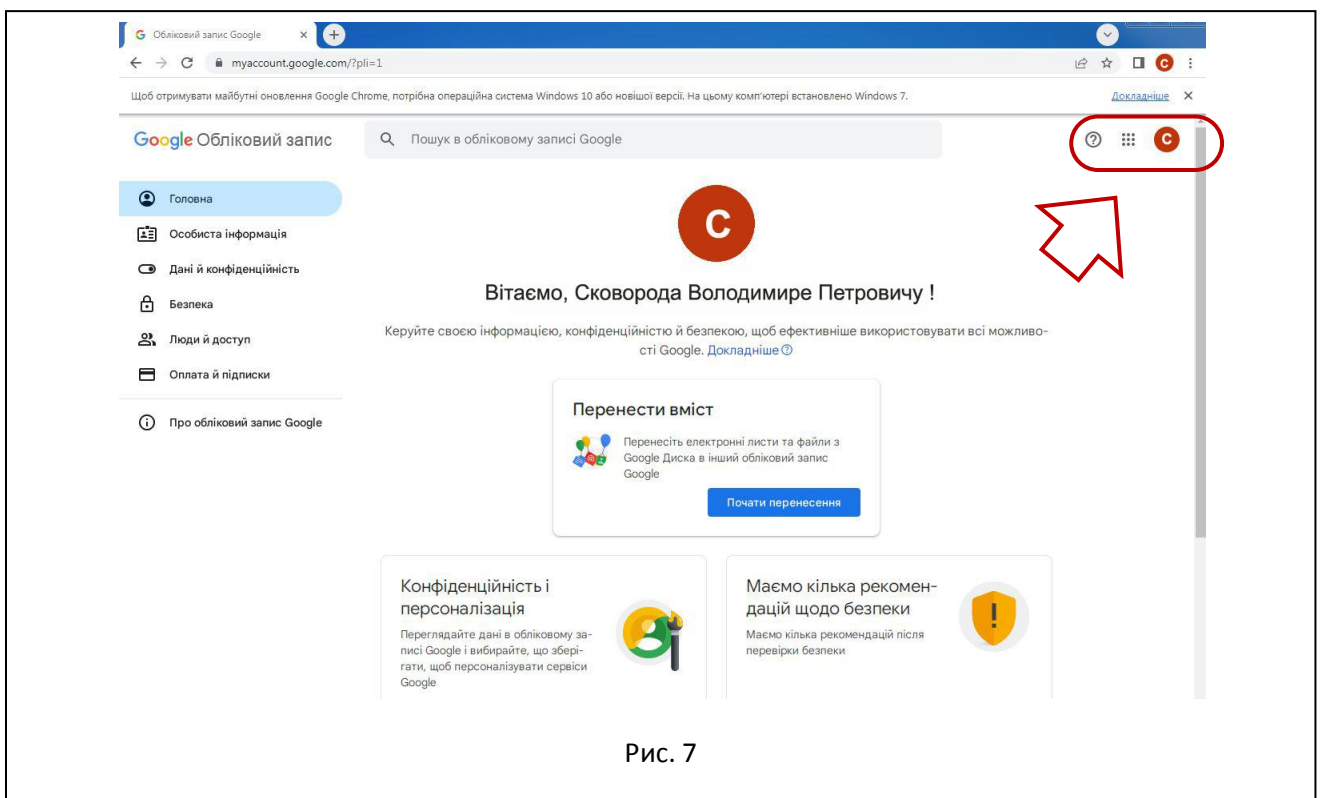 G Обліковий запис Google
myaccount.google.com/?pli=1
C
Щоб отримувати майбутні оновлення Google Chrome, потрібна операційна система Windows 10 або новішої версії. На цьому комп'ютері встановлено Windows 7.
Докладніше
Google Обліковий запис
Пошук в обліковому записі Google
C
Головна
Особиста інформація
Дані й конфіденційність
Безпека
Люди й доступ
Оплата й підписки
Про обліковий запис Google
C
Вітаємо, Сковорода Володимире Петровичу !
Керуйте своєю інформацією, конфіденційністю й безпекою, щоб ефективніше використовувати всі можливо-
сті Google. Докладніше
Перенести вміст
Перенесіть електронні листи та файли з
Google Диска в інший обліковий запис
Google
Почати перенесення
Конфіденційність і
персоналізація
Переглядайте дані в обліковому за-
писі Google і вибирайте, що збері-
гати, щоб персоналізувати сервіси
Google
Маємо кілька рекомен-
дацій щодо безпеки
Маємо кілька рекомендацій після
перевірки безпеки
Рис. 7